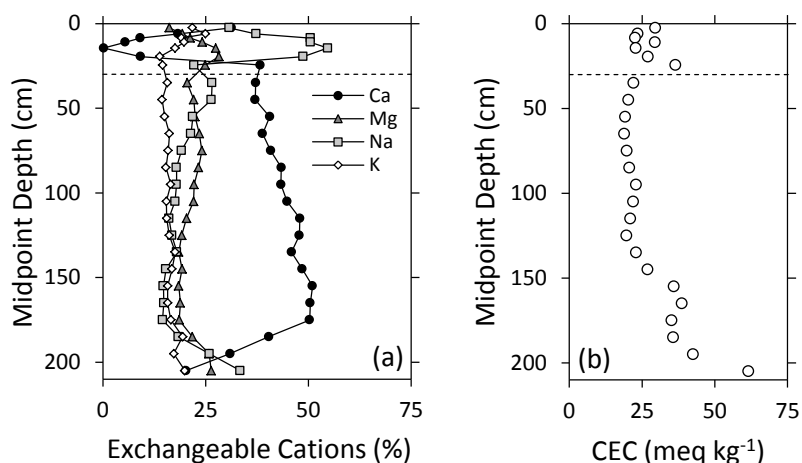 0
50
100
150
200
Midpoint Depth (cm)
Ca
Mg
Na
K
(a)
0 25 50 75
Exchangeable Cations (%)
0
50
100
150
200
Midpoint Depth (cm)
(b)
0 25 50 75
CEC (meq kg⁻¹)